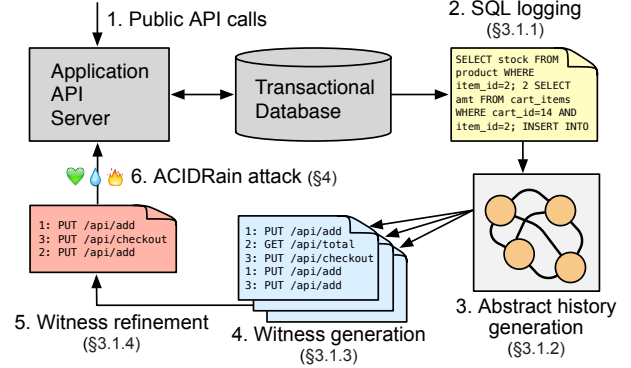 1. Public API calls
2. SQL logging
(§3.1.1)
Application
API
Server
Transactional
Database
SELECT stock FROM
product WHERE
item_id=2; 2 SELECT
amt FROM cart_items
WHERE cart_id=14 AND
item_id=2; INSERT INTO
💚💧🔥 6. ACIDRain attack (§4)
1: PUT /api/add
3: PUT /api/checkout
2: PUT /api/add
1: PUT /api/add
2: GET /api/total
3: PUT /api/checkout
1: PUT /api/add
3: PUT /api/add
5. Witness refinement
(§3.1.4)
4. Witness generation
(§3.1.3)
3. Abstract history
generation
(§3.1.2)